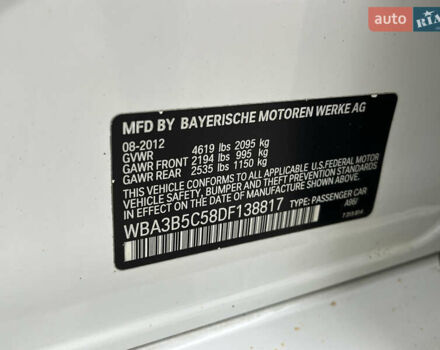 auto RIA
MFD BY BAYERISCHE MOTOREN WERKE AG
08-2012
GVWR 4619 lbs 2095 kg
GAWR FRONT 2194 lbs 995 kg
GAWR REAR 2535 lbs 1150 kg
THIS VEHICLE CONFORMS TO ALL APPLICABLE U.S. FEDERAL MOTOR
VEHICLE SAFETY, BUMPER, AND THEFT PREVENTION STANDARDS
IN EFFECT ON THE DATE OF MANUFACTURE SHOWN ABOVE.
WBA3B5C58DF138817 TYPE: PASSENGER CAR
A96/